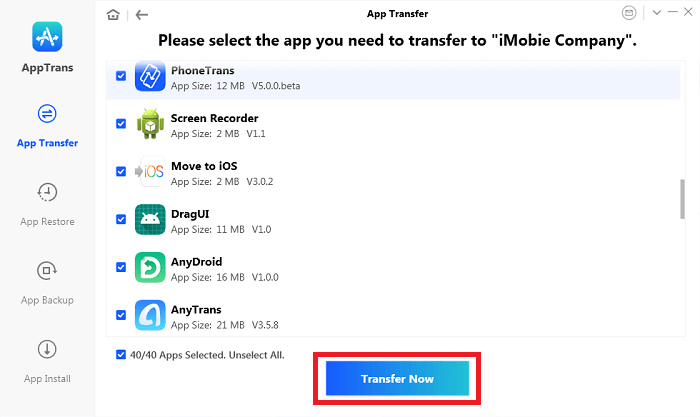 App Transfer
AppTrans
Please select the app you need to transfer to "iMobie Company".
App Transfer
App Restore
App Backup
App Install
PhoneTrans
App Size: 12 MB V5.0.0.beta
Screen Recorder
App Size: 2 MB V1.1
iOS
Move to iOS
App Size: 2 MB V3.0.2
DragUI
App Size: 11 MB V1.0
AnyDroid
App Size: 16 MB V1.0.0
AnyTrans
App Size: 21 MB V3.5.8
40/40 Apps Selected. Unselect All.
Transfer Now